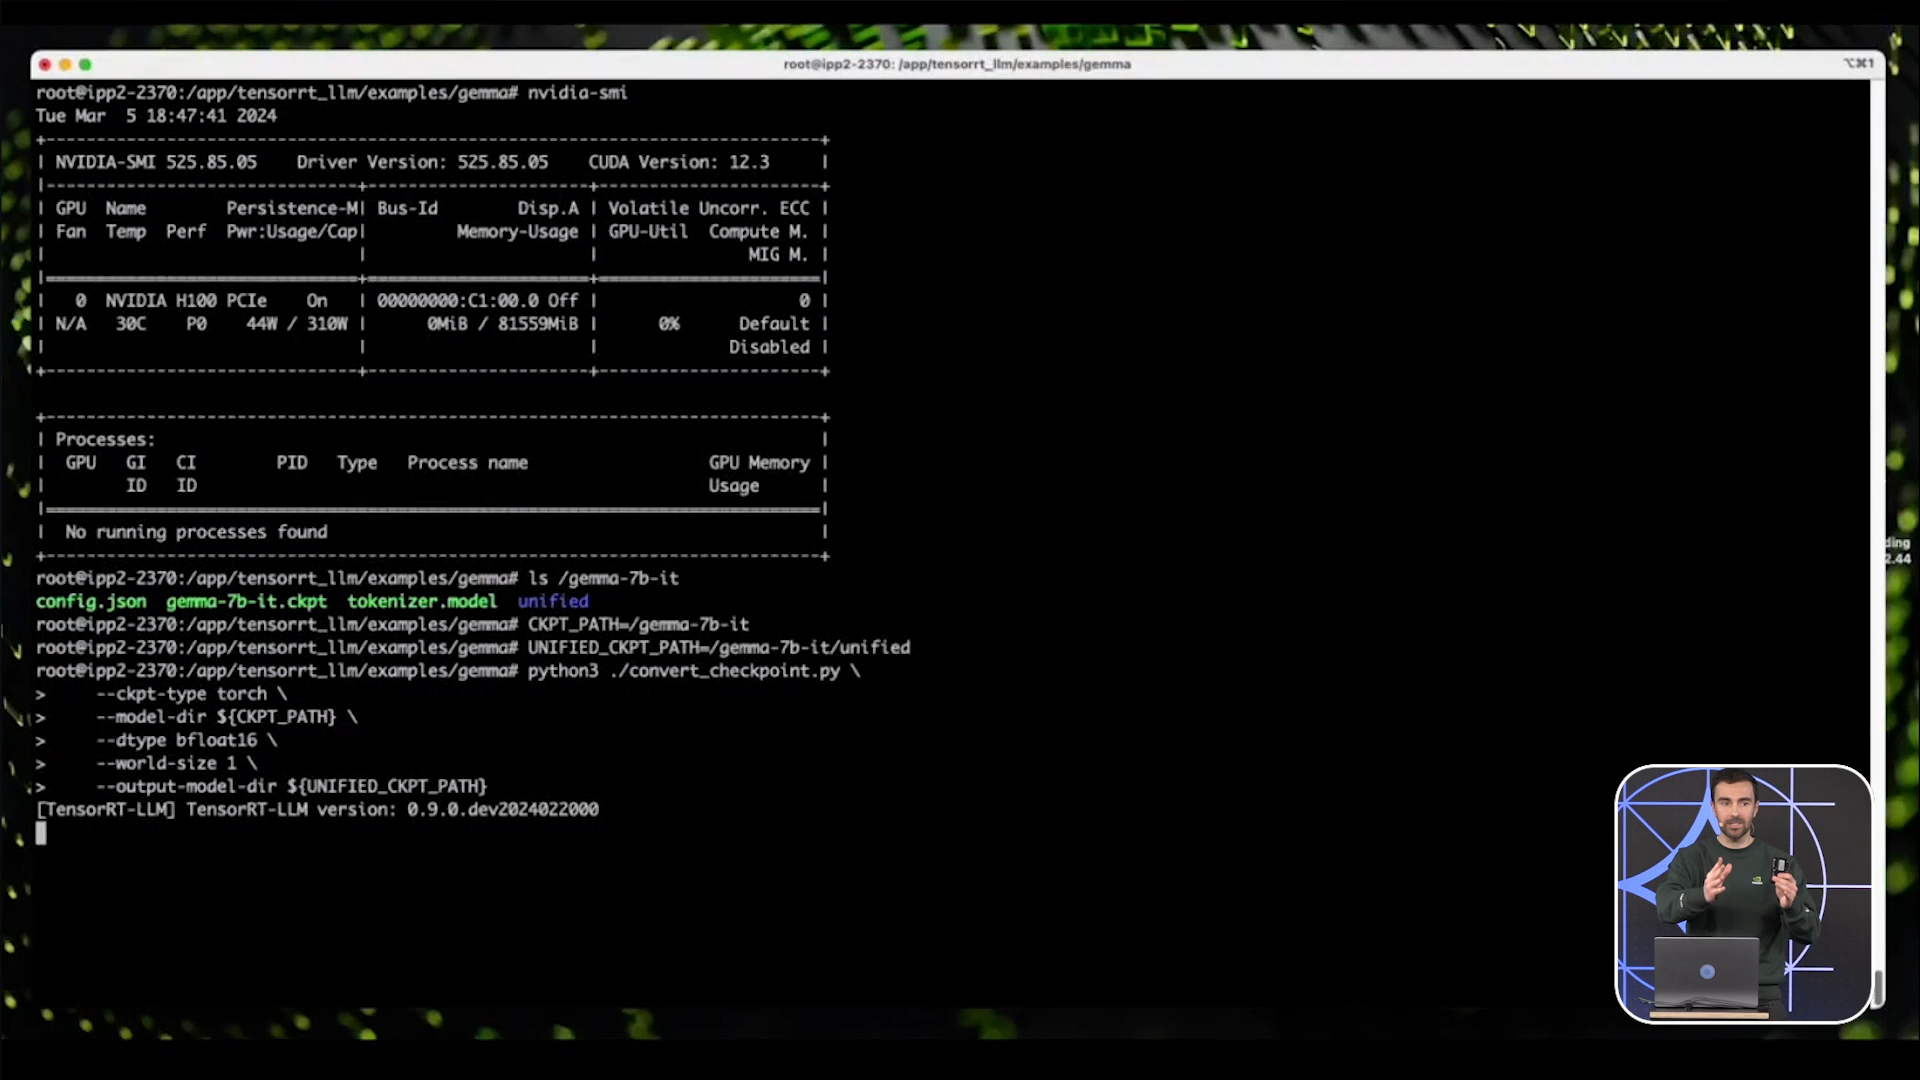 root@ipp2-2370: /app/tensorrt_llm/examples/gemma
⌥⌘1
root@ipp2-2370:/app/tensorrt_llm/examples/gemma# nvidia-smi
Tue Mar  5 18:47:41 2024
+-----------------------------------------------------------------------------+
| NVIDIA-SMI 525.85.05    Driver Version: 525.85.05    CUDA Version: 12.3     |
|-------------------------------+----------------------+----------------------+
| GPU  Name        Persistence-M| Bus-Id        Disp.A | Volatile Uncorr. ECC |
| Fan  Temp  Perf  Pwr:Usage/Cap|         Memory-Usage | GPU-Util  Compute M. |
|                               |                      |               MIG M. |
|===============================+======================+======================|
|   0  NVIDIA H100 PCIe    On   | 00000000:C1:00.0 Off |                    0 |
| N/A   30C    P0    44W / 310W |      0MiB / 81559MiB |      0%      Default |
|                               |                      |             Disabled |
+-------------------------------+----------------------+----------------------+
+-----------------------------------------------------------------------------+
| Processes:                                                                  |
|  GPU   GI   CI        PID   Type   Process name                  GPU Memory |
|        ID   ID                                                   Usage      |
|=============================================================================|
|  No running processes found                                                 |
+-----------------------------------------------------------------------------+
root@ipp2-2370:/app/tensorrt_llm/examples/gemma# ls /gemma-7b-it
config.json  gemma-7b-it.ckpt  tokenizer.model  unified
root@ipp2-2370:/app/tensorrt_llm/examples/gemma# CKPT_PATH=/gemma-7b-it
root@ipp2-2370:/app/tensorrt_llm/examples/gemma# UNIFIED_CKPT_PATH=/gemma-7b-it/unified
root@ipp2-2370:/app/tensorrt_llm/examples/gemma# python3 ./convert_checkpoint.py \
>     --ckpt-type torch \
>     --model-dir ${CKPT_PATH} \
>     --dtype bfloat16 \
>     --world-size 1 \
>     --output-model-dir ${UNIFIED_CKPT_PATH}
[TensorRT-LLM] TensorRT-LLM version: 0.9.0.dev2024022000